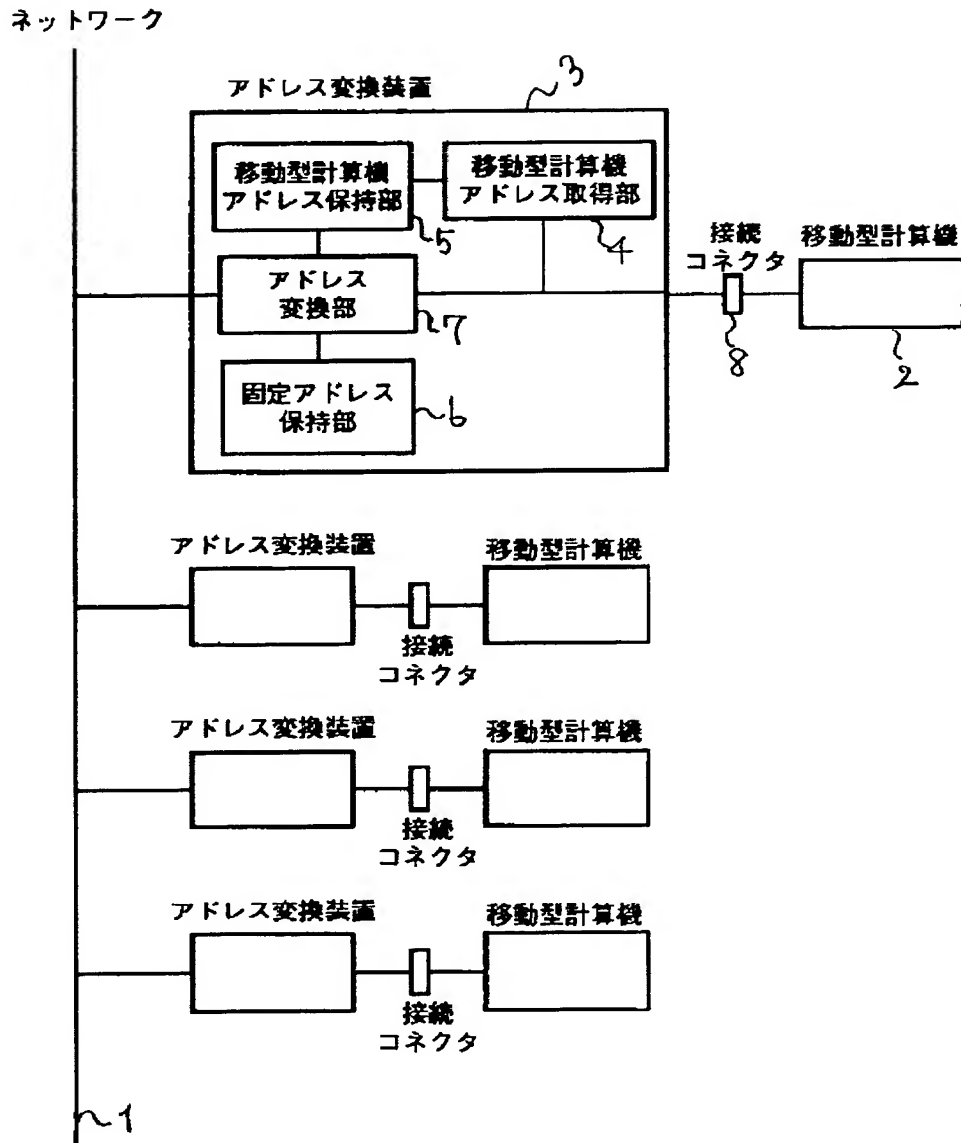 ネットワーク
アドレス変換装置
3
移動型計算機
アドレス保持部
5
移動型計算機
アドレス取得部
4
アドレス
変換部
7
固定アドレス
保持部
6
接続
コネクタ
8
移動型計算機
2
アドレス変換装置
接続
コネクタ
移動型計算機
アドレス変換装置
接続
コネクタ
移動型計算機
アドレス変換装置
接続
コネクタ
移動型計算機
1